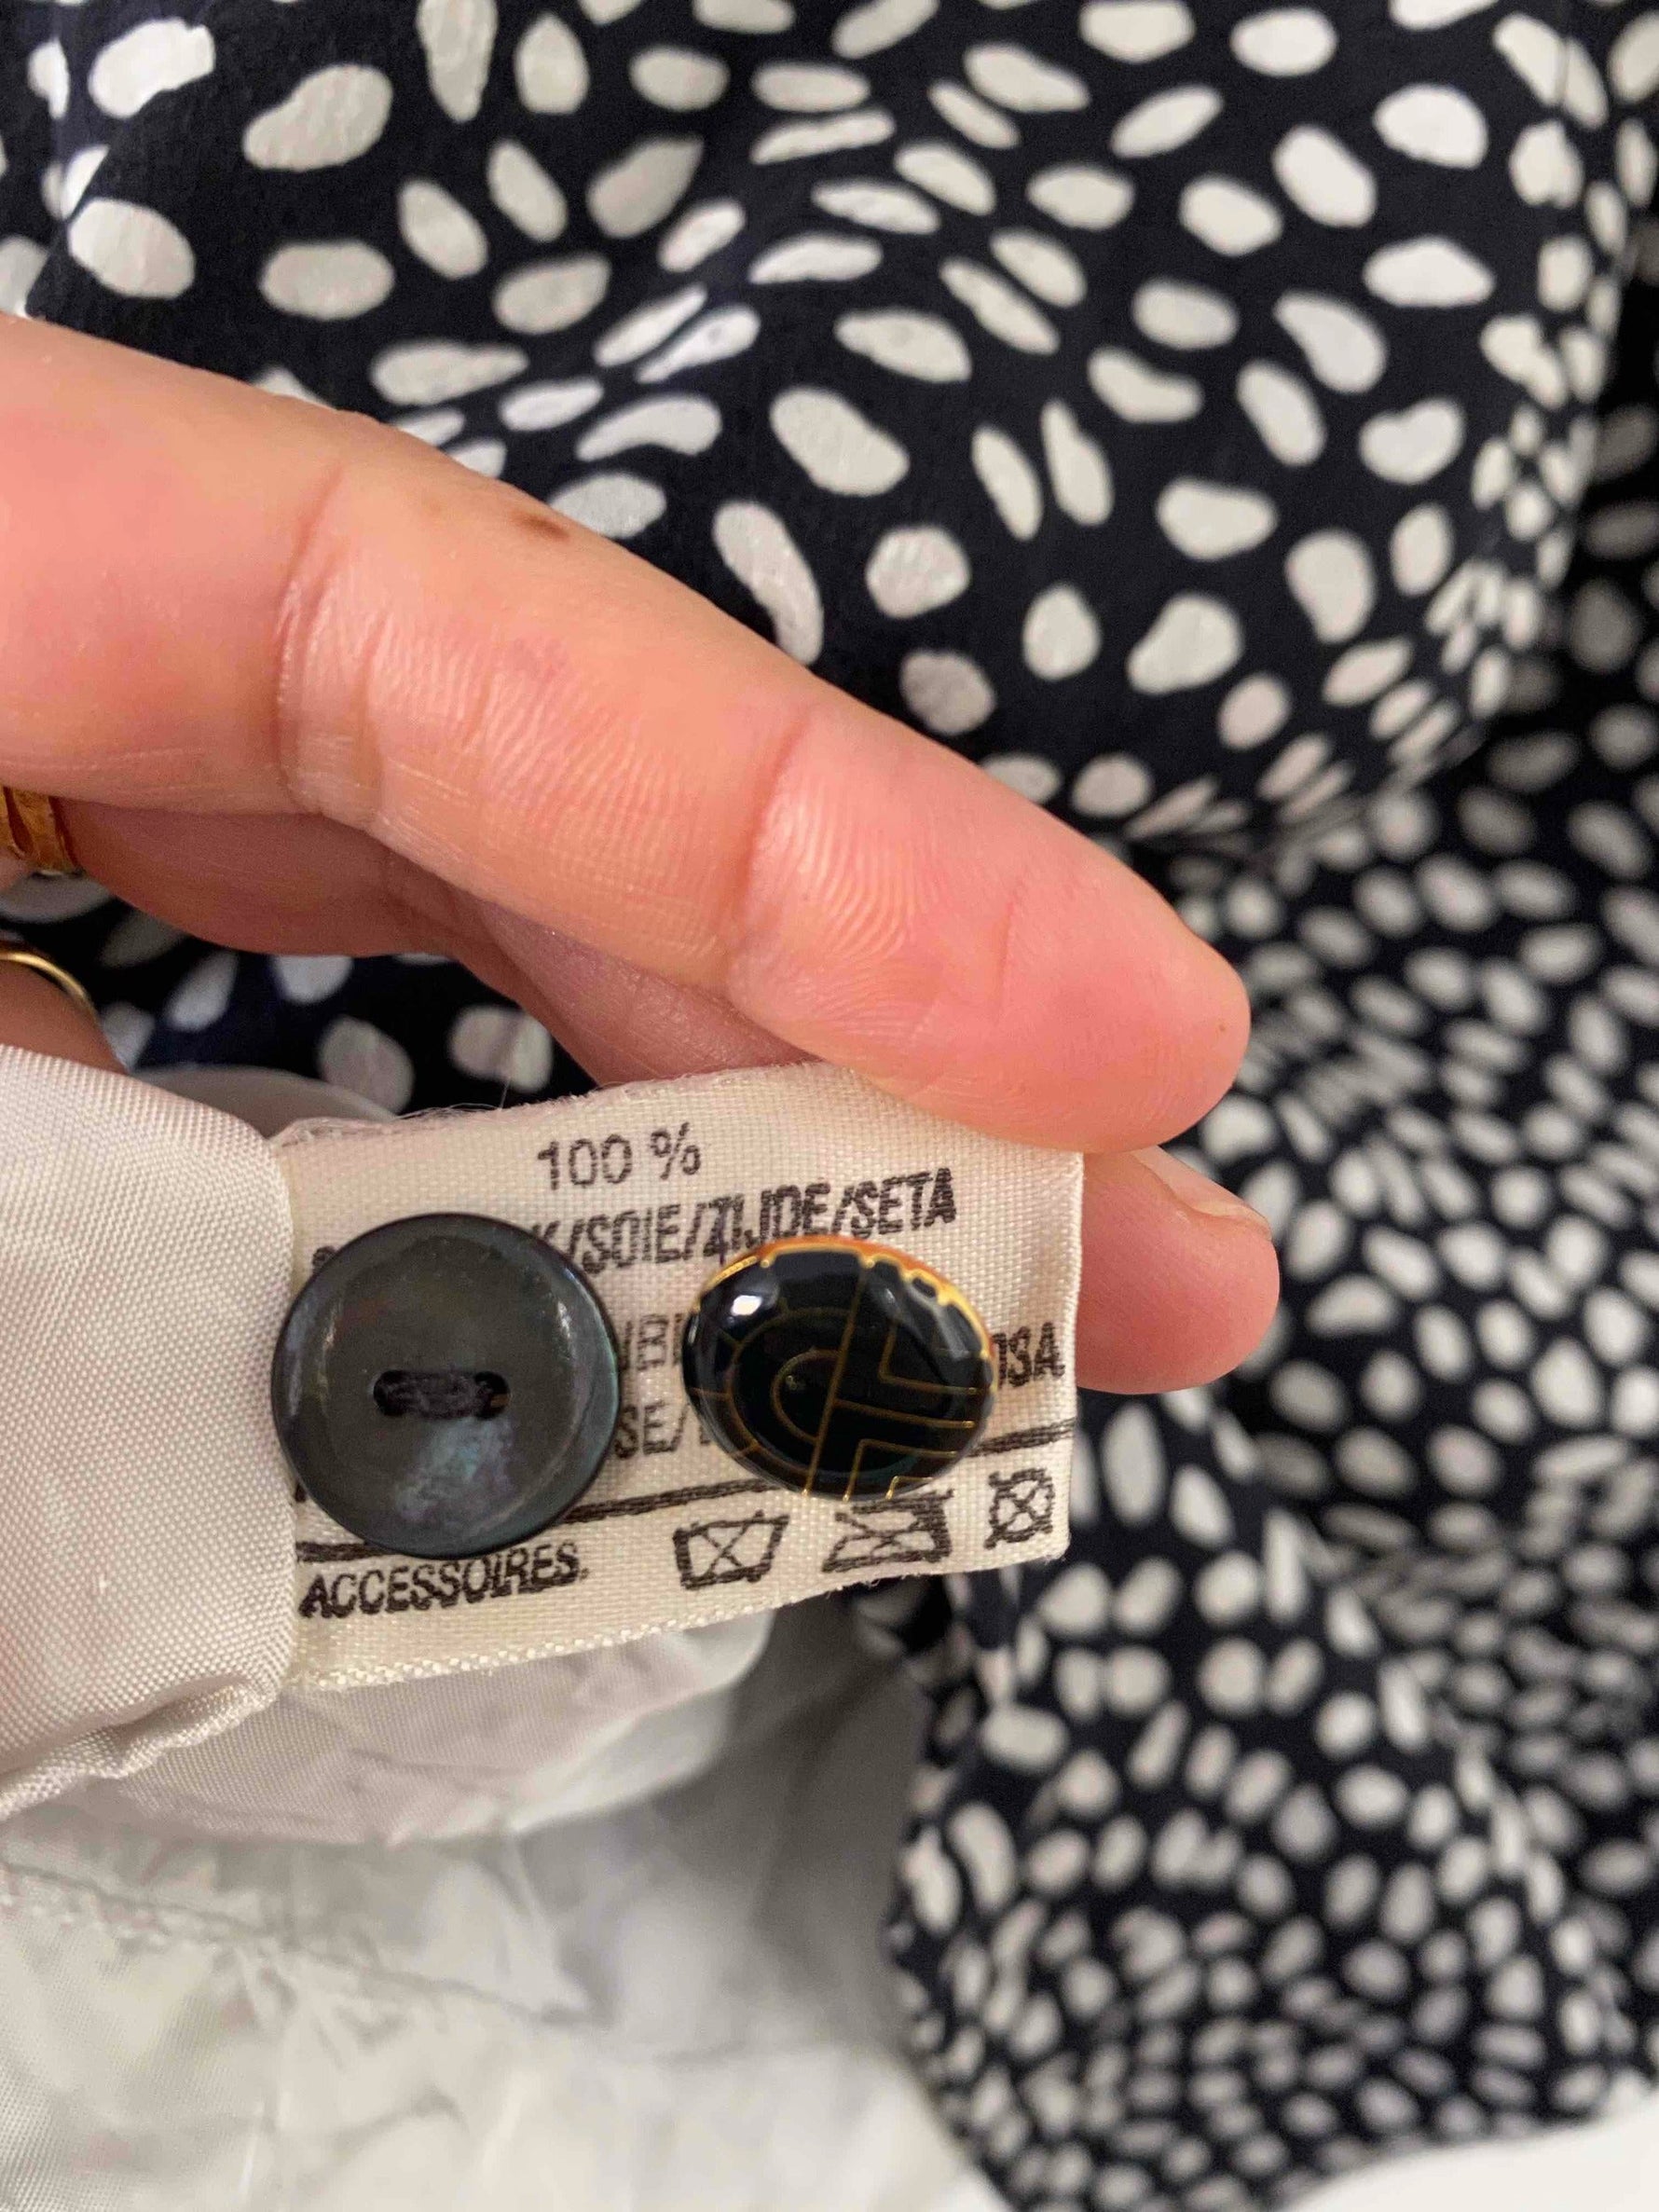 100 %
K/SOIE/ZIJDE/SETA
OSA
SE/
ACCESSOIRES.